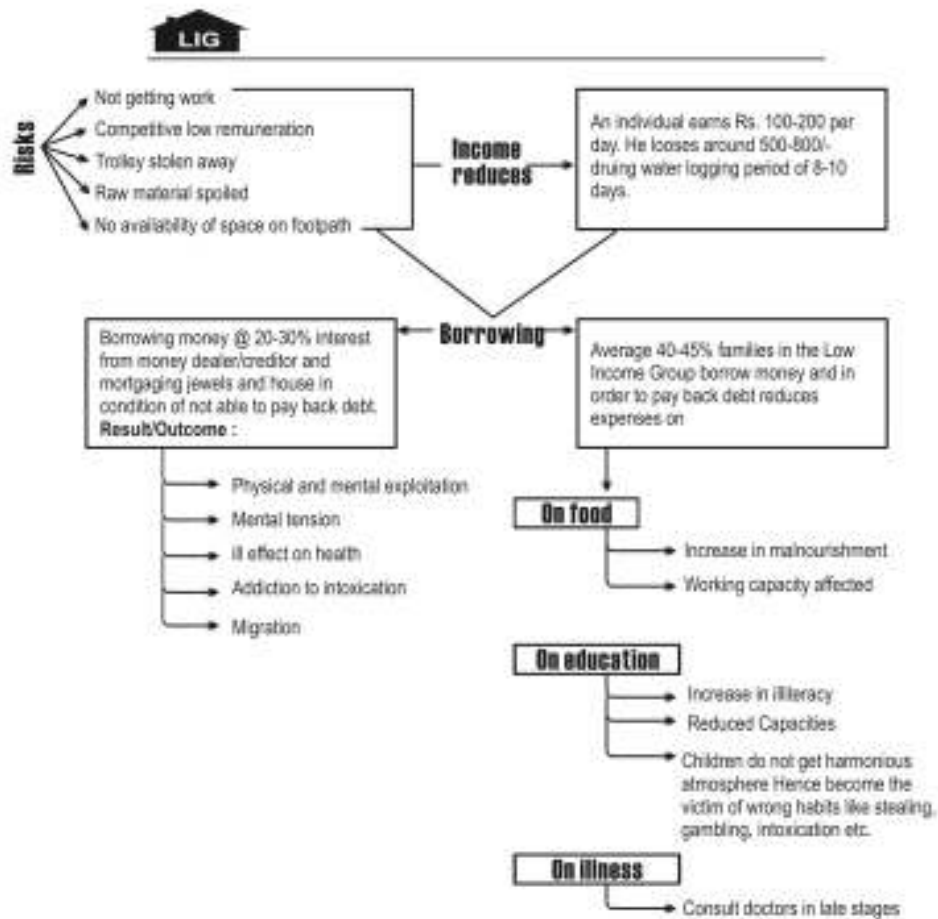 LIG
Risks
Not getting work
Competitive low remuneration
Trolley stolen away
Raw material spoiled
No availability of space on footpath
Income
reduces
An individual earns Rs. 100-200 per
day. He looses around 500-800/-
druing water logging period of 8-10
days.
Borrowing
Borrowing money @ 20-30% interest
from money dealer/creditor and
mortgaging jewels and house in
condition of not able to pay back debt.
Result/Outcome :
Physical and mental exploitation
Mental tension
ill effect on health
Addiction to intoxication
Migration
Average 40-45% families in the Low
Income Group borrow money and in
order to pay back debt reduces
expenses on
On food
Increase in malnourishment
Working capacity affected
On education
Increase in illiteracy
Reduced Capacities
Children do not get harmonious
atmosphere Hence become the
victim of wrong habits like stealing,
gambling, intoxication etc.
On illness
Consult doctors in late stages